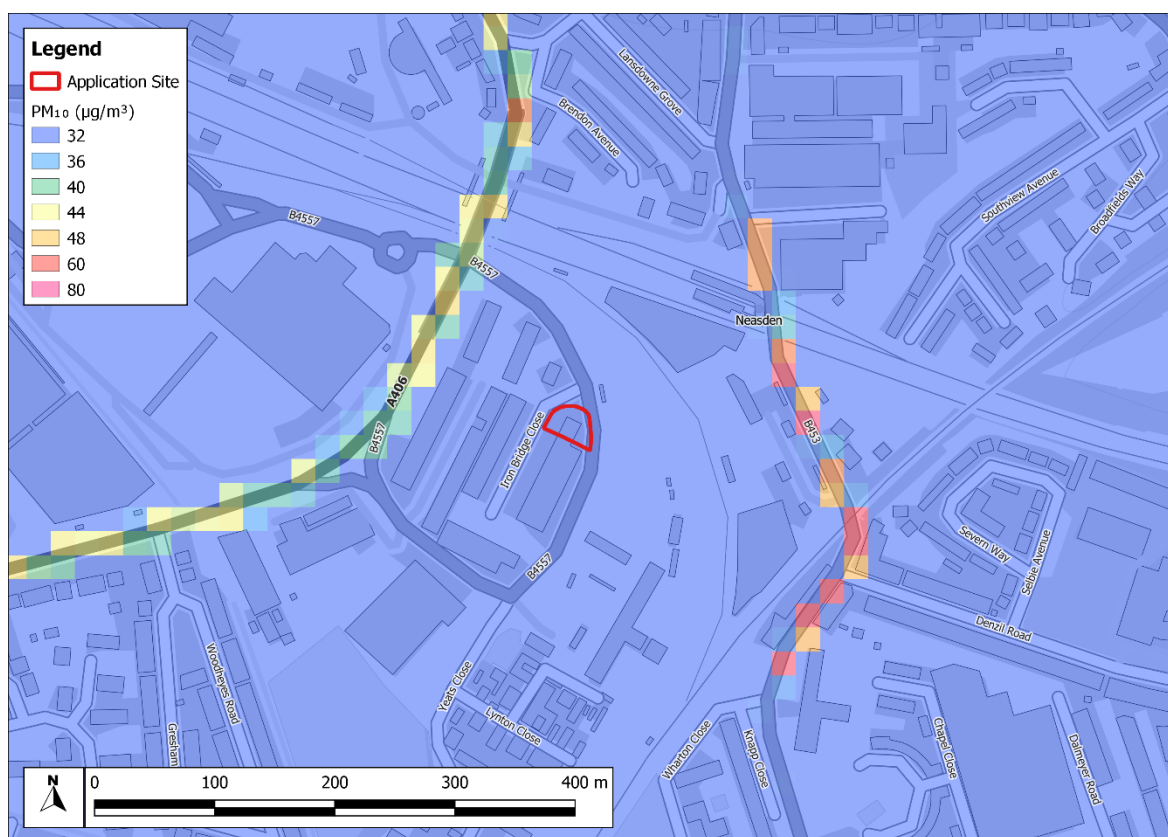 Legend
Application Site
PM₁₀ (µg/m³)
32
36
40
44
48
60
80
Lansdowne Grove
Brendon Avenue
Southview Avenue
Broadfields Way
B4557
B4557
Neasden
A406
B4557
Iron Bridge Close
B453
Severn Way
Selbie Avenue
B4557
Denzil Road
Woodheyes Road
Gresham
Yeats Close
Lynton Close
Wharton Close
Knapp Close
Chapel Close
Dalmeyer Road
N
0 100 200 300 400 m